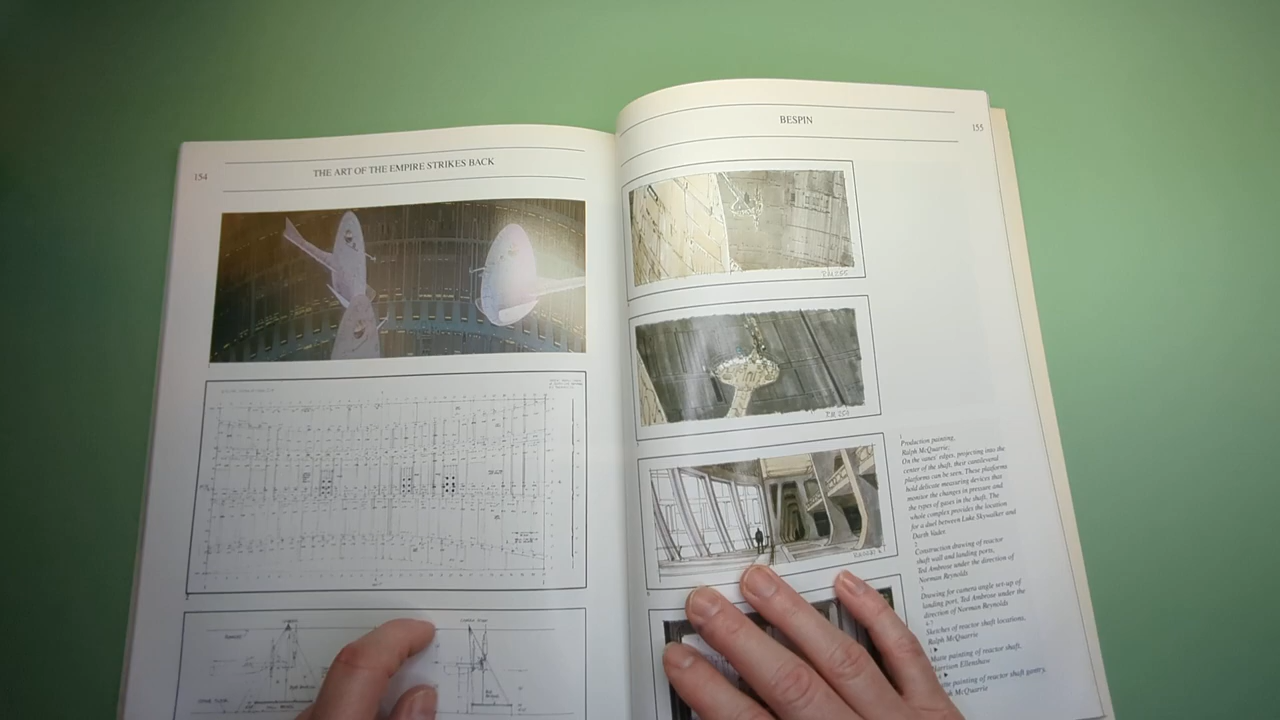 154
THE ART OF THE EMPIRE STRIKES BACK
BESPIN
155
1
Production painting,
Ralph McQuarrie;
On the vanes' edges, projecting into the
center of the shaft, their cantilevered
platforms can be seen. These platforms
hold delicate measuring devices that
monitor the changes in pressure and
the types of gases in the shaft. The
whole complex provides the location
for a duel between Luke Skywalker and
Darth Vader
2
Construction drawing of reactor
shaft wall and landing ports,
Ted Ambrose under the direction of
Norman Reynolds
3
Drawing for camera angle set-up of
landing port, Ted Ambrose under the
direction of Norman Reynolds
4-7
Sketches of reactor shaft locations,
Ralph McQuarrie
Matte painting of reactor shaft,
Harrison Ellenshaw
painting of reactor shaft gantry,
McQuarrie